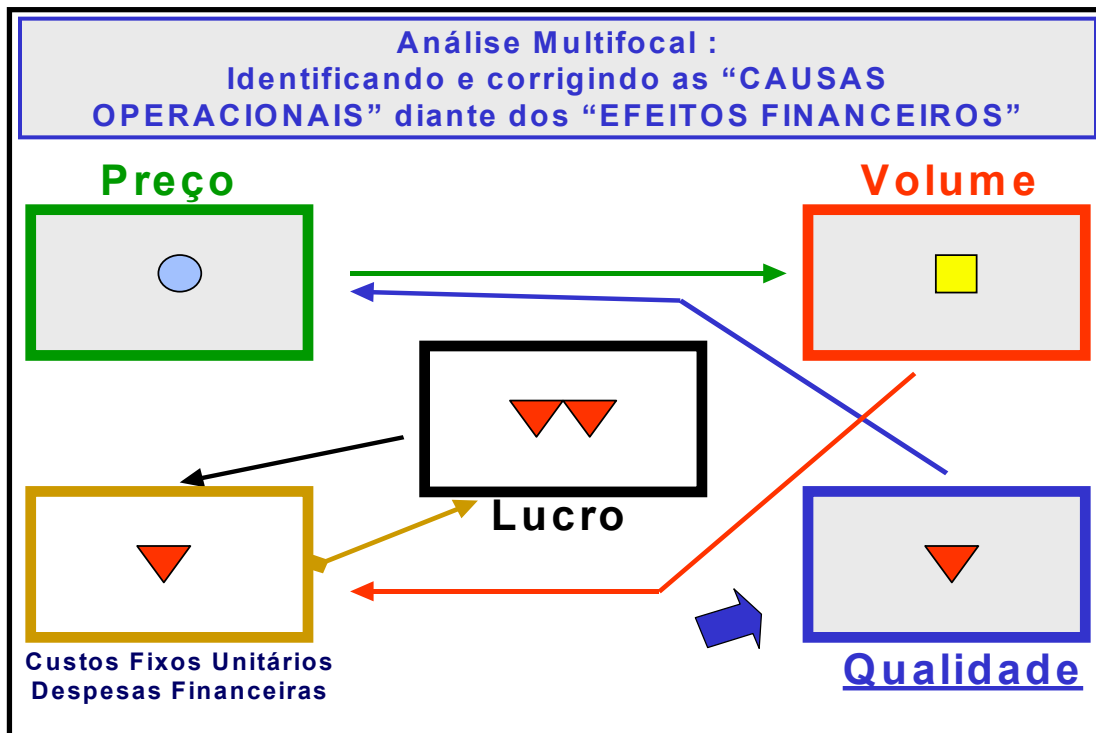 Análise Multifocal :
Identificando e corrigindo as “CAUSAS
OPERACIONAIS” diante dos “EFEITOS FINANCEIROS”
Preço
Volume
Lucro
Custos Fixos Unitários
Despesas Financeiras
Qualidade